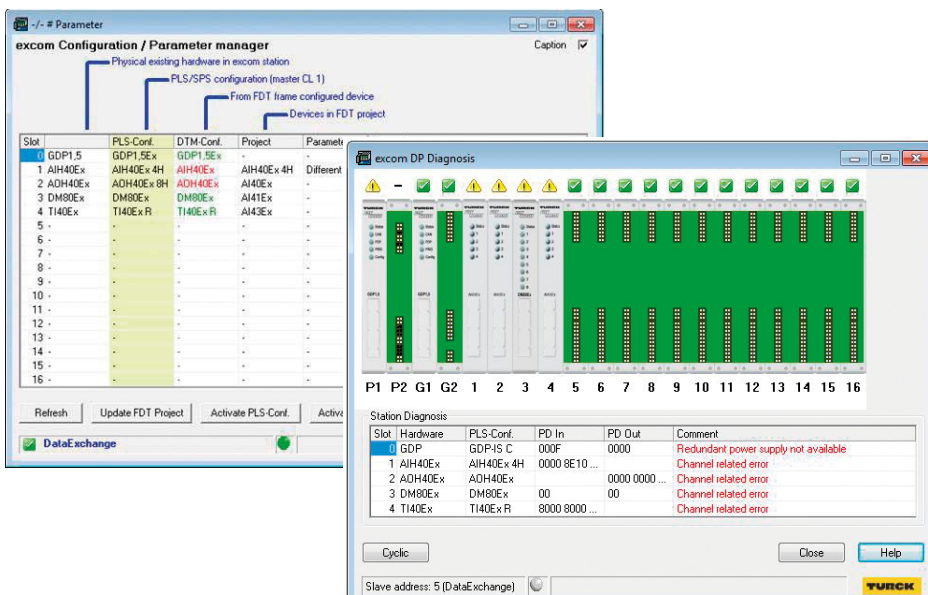 -/- # Parameter
excom Configuration / Parameter manager
Caption
Physical existing hardware in excom station
PLS/SPS configuration (master CL 1)
From FDT frame configured device
Devices in FDT project
Slot PLS-Conf. DTM-Conf. Project Paramete
0 GDP1,5 GDP1,5Ex GDP1,5Ex - -
1 AIH40Ex AIH40Ex 4H AIH40Ex AIH40Ex 4H Different
2 AOH40Ex AOH40Ex 8H AOH40Ex AI40Ex -
3 DM80Ex DM80Ex DM80Ex AI41Ex -
4 TI40Ex TI40Ex R TI40Ex R AI43Ex -
5 - - - - -
6 - - - - -
7 - - - - -
8 - - - - -
9 - - - - -
10 - - - - -
11 - - - - -
12 - - - - -
13 - - - - -
14 - - - - -
15 - - - - -
16 - - - - -
Refresh Update FDT Project Activate PLS-Conf. Activa
DataExchange
excom DP Diagnosis
P1 P2 G1 G2 1 2 3 4 5 6 7 8 9 10 11 12 13 14 15 16
Station Diagnosis
Slot Hardware PLS-Conf. PD In PD Out Comment
0 GDP GDP-IS C 000F 0000 Redundant power supply not available
1 AIH40Ex AIH40Ex 4H 0000 8E10 ... Channel related error
2 AOH40Ex AOH40Ex 0000 0000 ... Channel related error
3 DM80Ex DM80Ex 00 00 Channel related error
4 TI40Ex TI40Ex R 8000 8000 ... Channel related error
Cyclic Close Help
Slave address: 5 (DataExchange)
TURCK